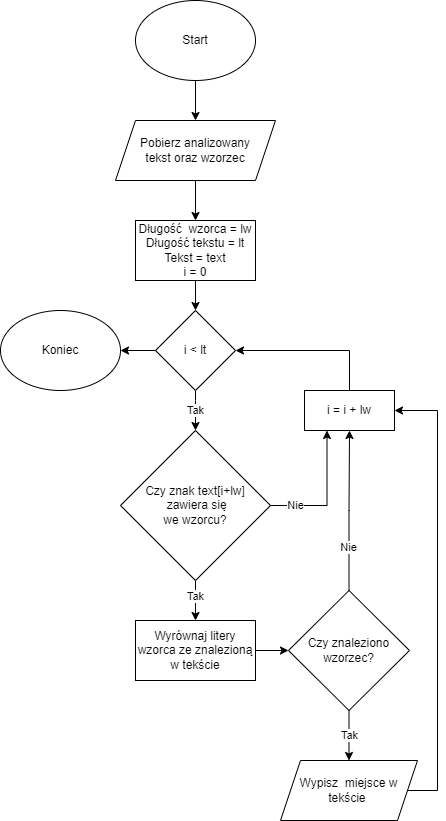 Start
Pobierz analizowany
tekst oraz wzorzec
Długość  wzorca = lw
Długość tekstu = lt
Tekst = text
i = 0
Koniec
i < lt
i = i + lw
Tak
Czy znak text[i+lw]
zawiera się
we wzorcu?
Nie
Nie
Tak
Wyrównaj litery
wzorca ze znalezioną
w tekście
Czy znaleziono
wzorzec?
Tak
Wypisz  miejsce w
tekście